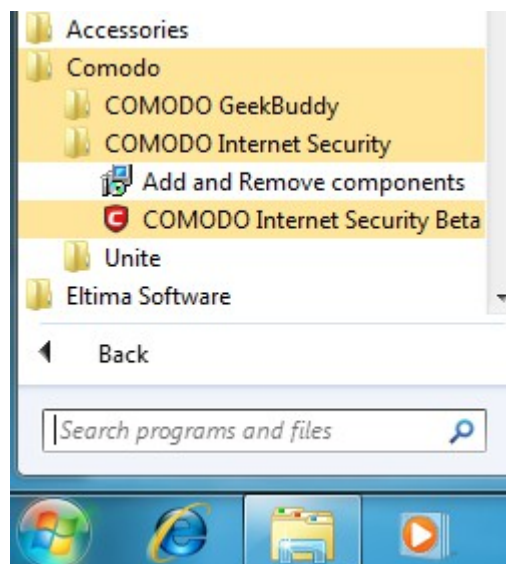 Accessories
Comodo
COMODO GeekBuddy
COMODO Internet Security
Add and Remove components
COMODO Internet Security Beta
Unite
Eltima Software
Back
Search programs and files